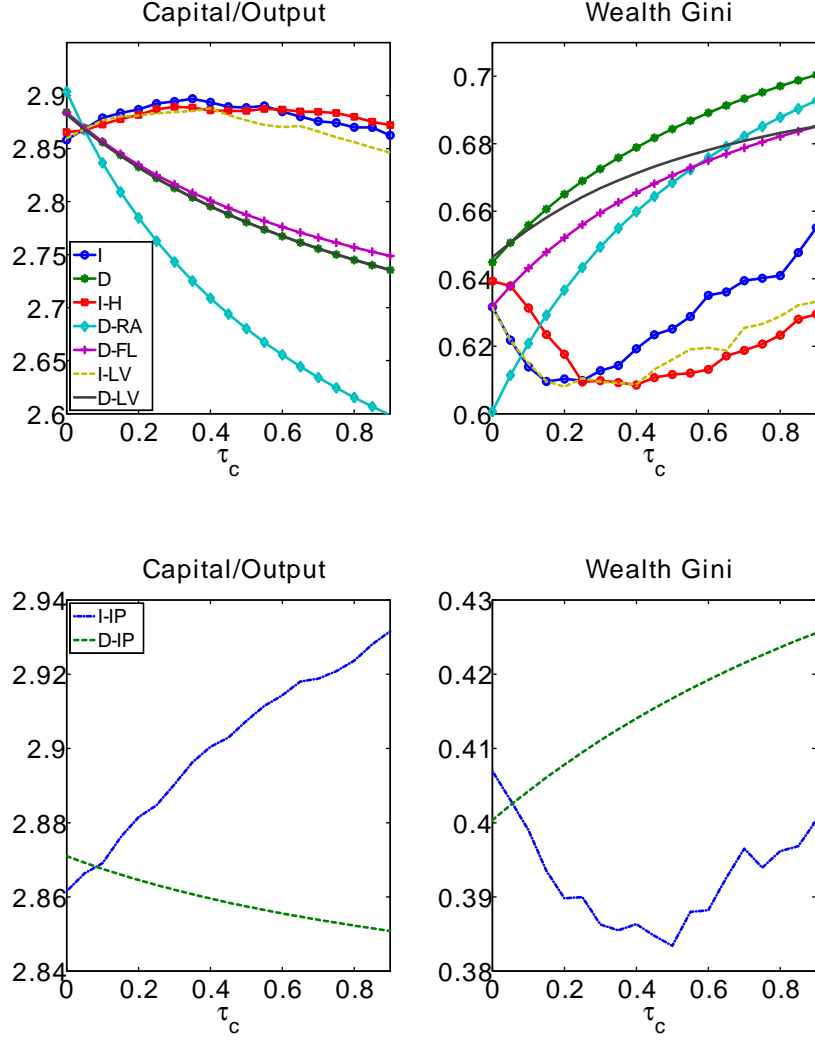 Capital/Output
2.9
2.85
2.8
2.75
2.7
2.65
2.6
I
D
I-H
D-RA
D-FL
I-LV
D-LV
0 0.2 0.4 0.6 0.8
τc
Wealth Gini
0.7
0.68
0.66
0.64
0.62
0.6
0 0.2 0.4 0.6 0.8
τc
Capital/Output
2.94
2.92
2.9
2.88
2.86
2.84
I-IP
D-IP
0 0.2 0.4 0.6 0.8
τc
Wealth Gini
0.43
0.42
0.41
0.4
0.39
0.38
0 0.2 0.4 0.6 0.8
τc